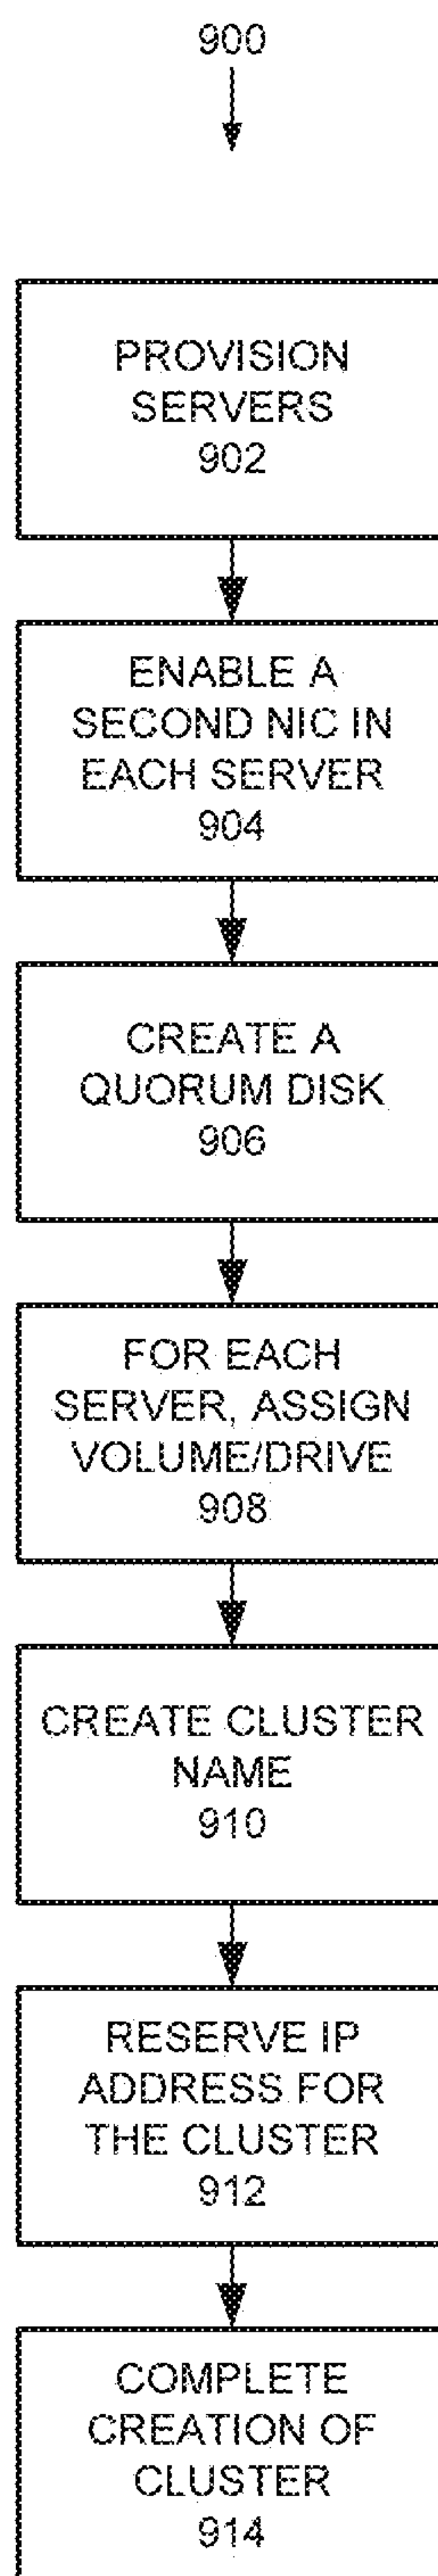 900
PROVISION
SERVERS
902
ENABLE A
SECOND NIC IN
EACH SERVER
904
CREATE A
QUORUM DISK
906
FOR EACH
SERVER, ASSIGN
VOLUME/DRIVE
908
CREATE CLUSTER
NAME
910
RESERVE IP
ADDRESS FOR
THE CLUSTER
912
COMPLETE
CREATION OF
CLUSTER
914